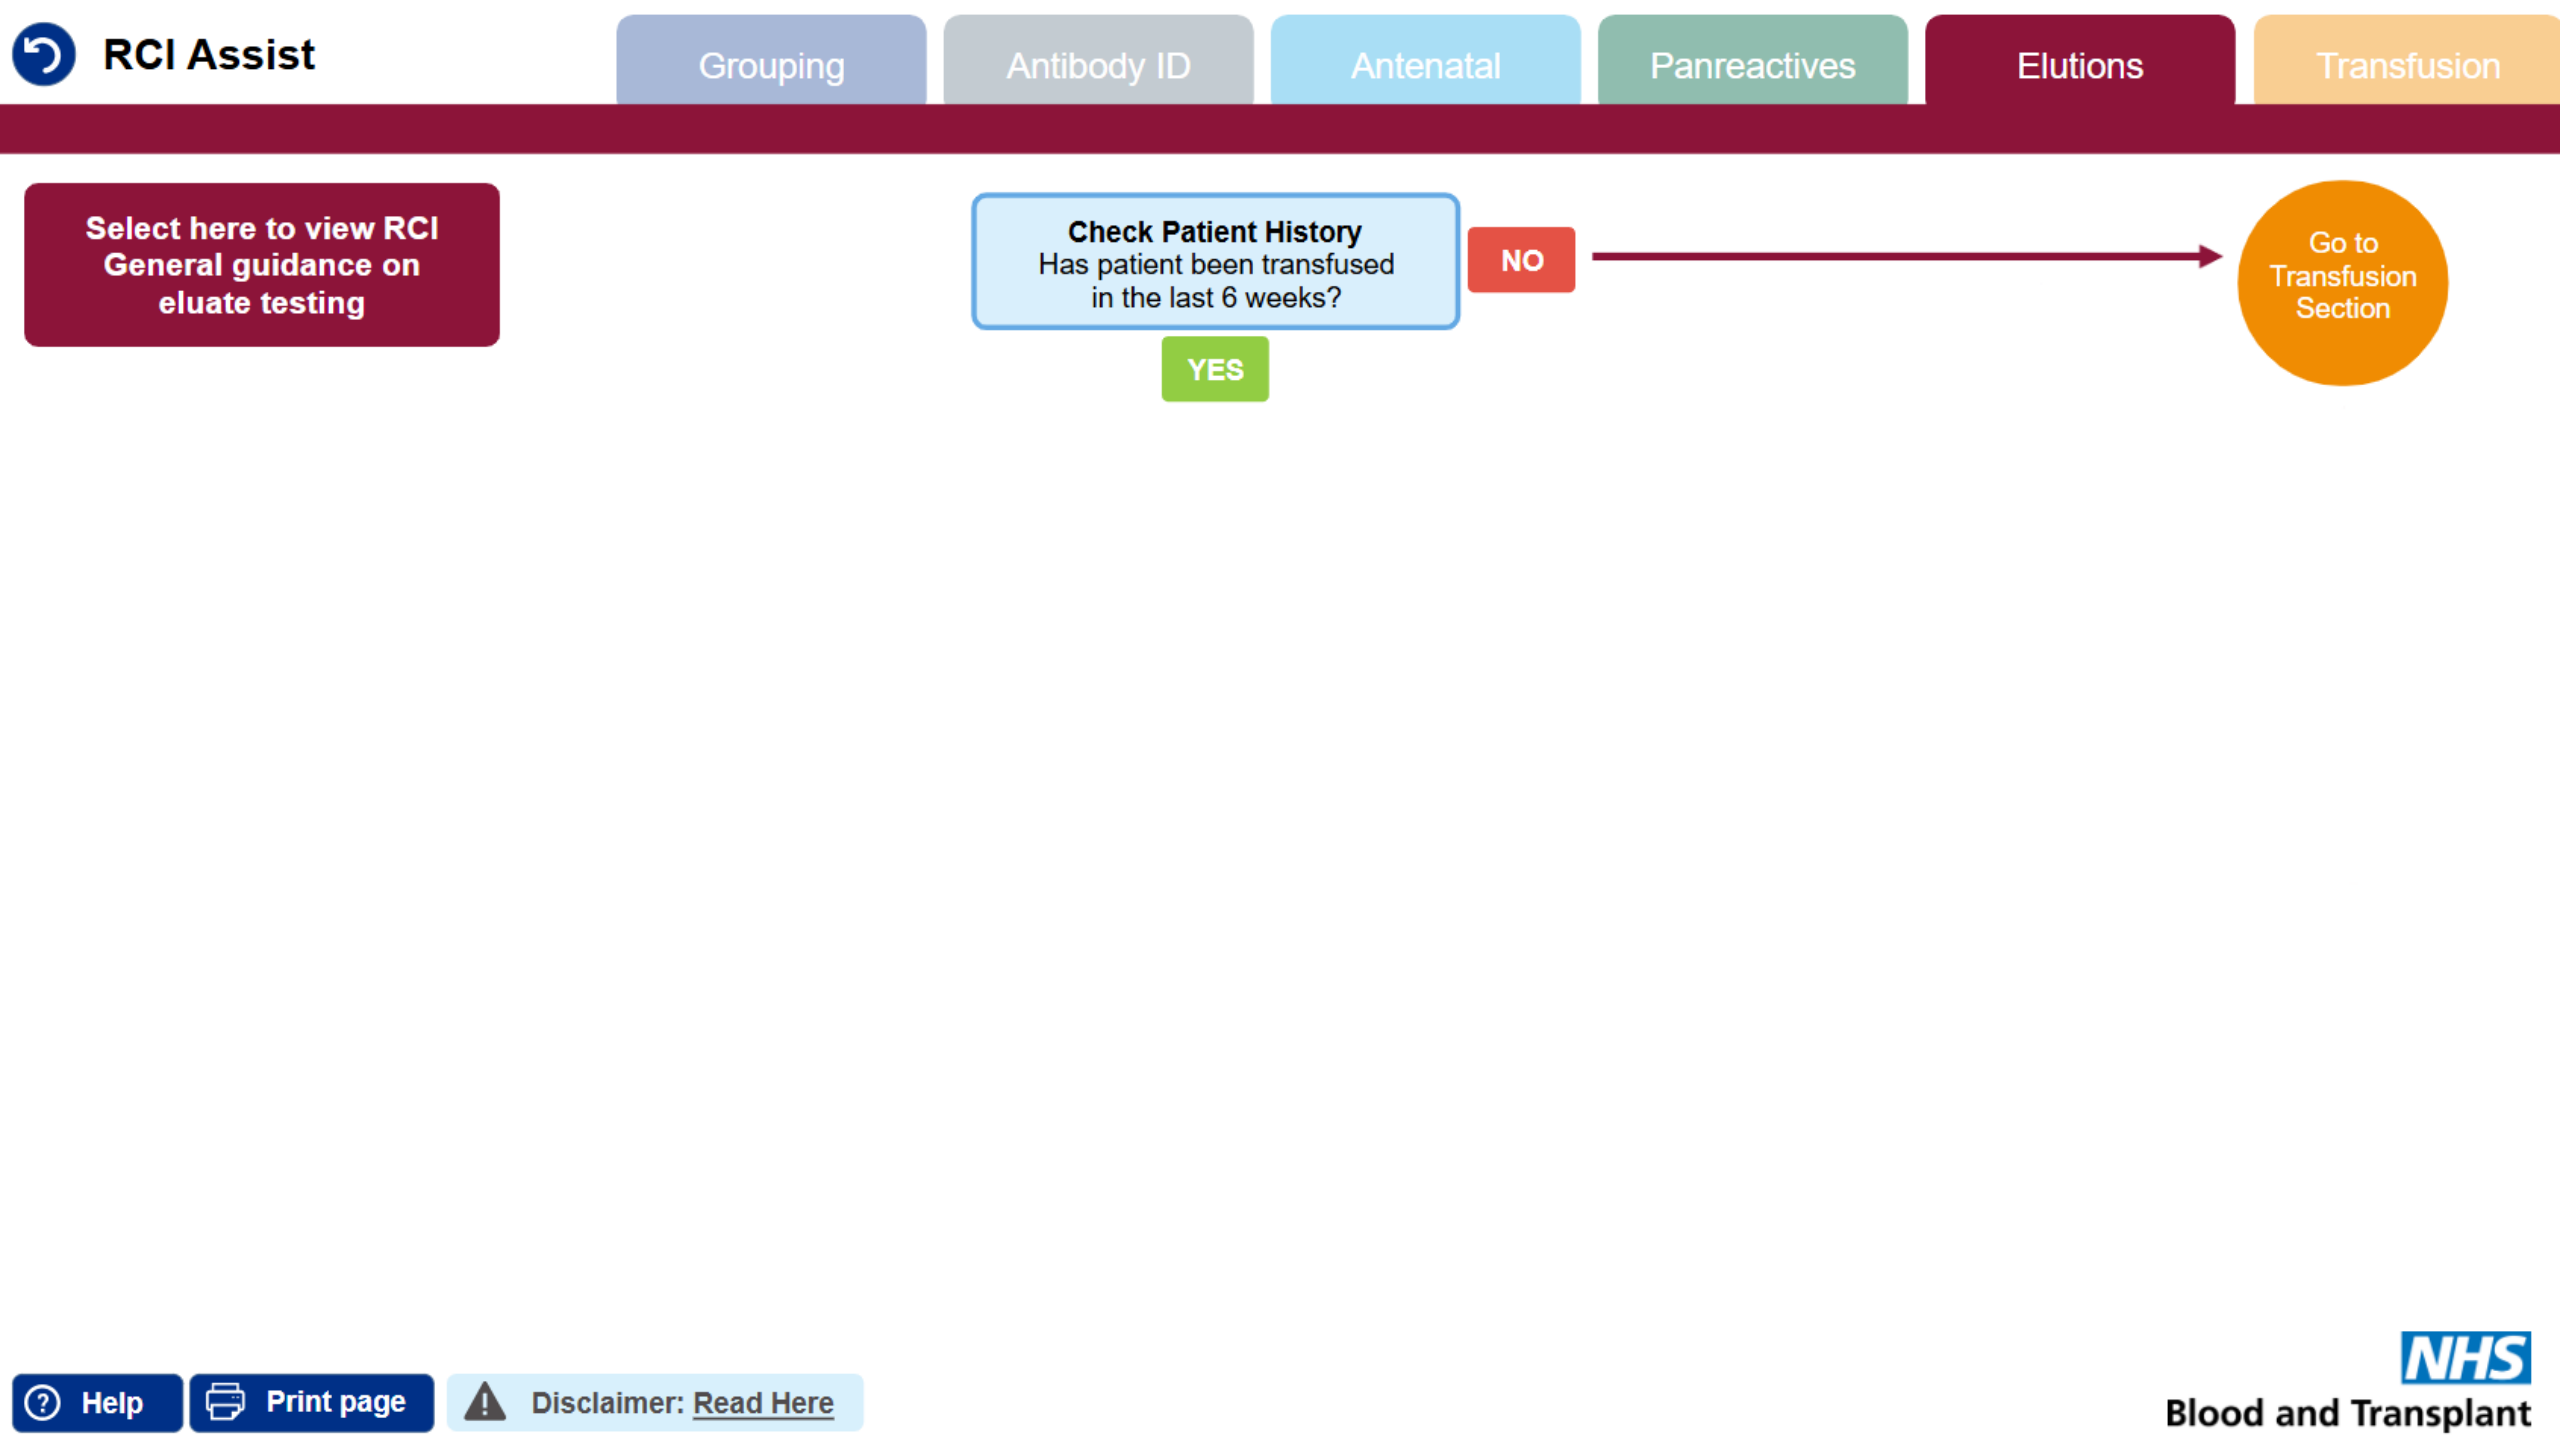 RCI Assist
Grouping
Antibody ID
Antenatal
Panreactives
Elutions
Transfusion
Select here to view RCI
General guidance on
eluate testing
Check Patient History
Has patient been transfused
in the last 6 weeks?
NO
YES
Go to
Transfusion
Section
Help
Print page
Disclaimer: Read Here
NHS
Blood and Transplant